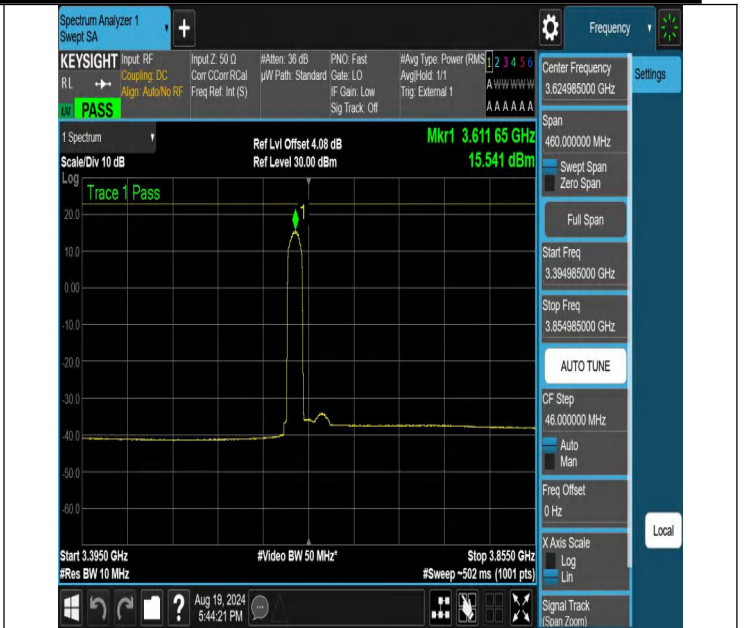 Spectrum Analyzer 1
Swept SA
+
Frequency
KEYSIGHT
RL
PASS
Input: RF
Coupling: DC
Align: Auto/No RF
Input Z: 50 Ω
Corr CCorr RCal
Freq Ref: Int (S)
#Atten: 36 dB
µW Path: Standard
PNO: Fast
Gate: LO
IF Gain: Low
Sig Track: Off
#Avg Type: Power (RMS
Avg|Hold: 1/1
Trig: External 1
1 2 3 4 5 6
A W W W W W
A A A A A A
1 Spectrum
Scale/Div 10 dB
Ref Lvl Offset 4.08 dB
Ref Level 30.00 dBm
Mkr1 3.611 65 GHz
15.541 dBm
Log
Trace 1 Pass
1
20.0
10.0
0.00
-10.0
-20.0
-30.0
-40.0
-50.0
-60.0
Start 3.3950 GHz
#Res BW 10 MHz
#Video BW 50 MHz*
Stop 3.8550 GHz
#Sweep ~502 ms (1001 pts)
?
Aug 19, 2024
5:44:21 PM
Center Frequency
3.624985000 GHz
Settings
Span
460.000000 MHz
Swept Span
Zero Span
Full Span
Start Freq
3.394985000 GHz
Stop Freq
3.854985000 GHz
AUTO TUNE
CF Step
46.000000 MHz
Auto
Man
Freq Offset
0 Hz
Local
X Axis Scale
Log
Lin
Signal Track
(Span Zoom)